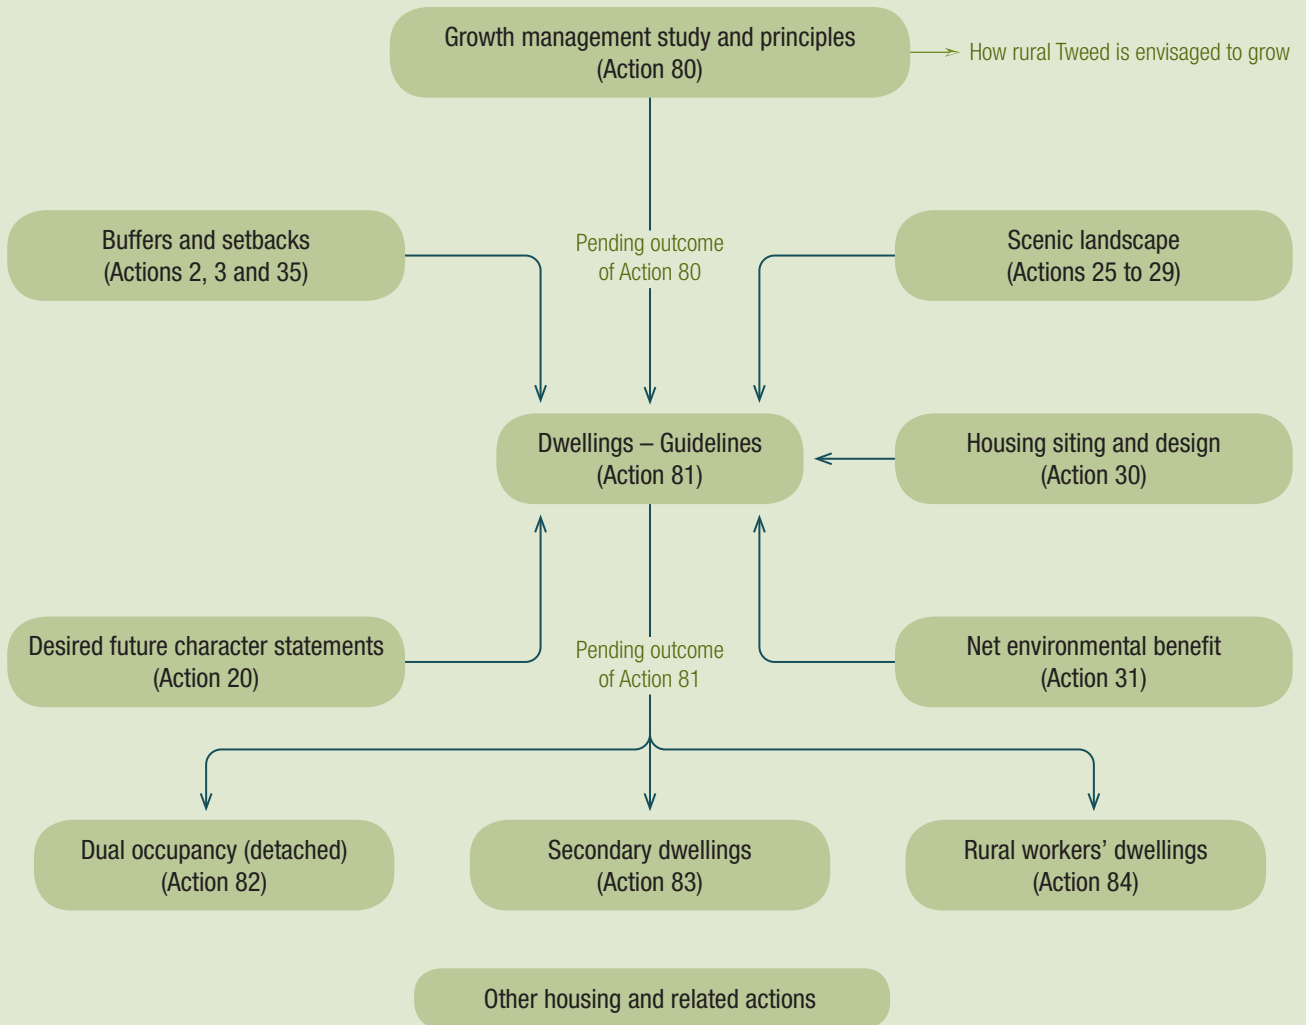 Growth management study and principles
(Action 80)
How rural Tweed is envisaged to grow
Buffers and setbacks
(Actions 2, 3 and 35)
Pending outcome
of Action 80
Scenic landscape
(Actions 25 to 29)
Dwellings – Guidelines
(Action 81)
Housing siting and design
(Action 30)
Desired future character statements
(Action 20)
Pending outcome
of Action 81
Net environmental benefit
(Action 31)
Dual occupancy (detached)
(Action 82)
Secondary dwellings
(Action 83)
Rural workers’ dwellings
(Action 84)
Other housing and related actions